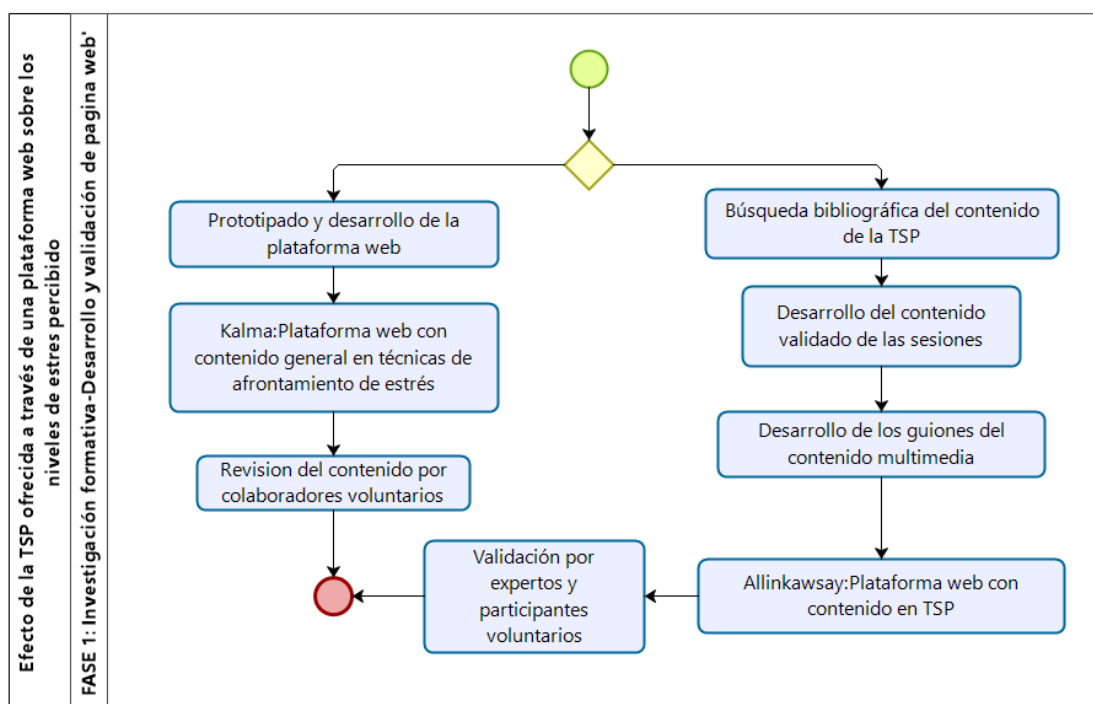 Efecto de la TSP ofrecida a través de una plataforma web sobre los
niveles de estres percibido
FASE 1: Investigación formativa-Desarrollo y validación de pagina web'
Prototipado y desarrollo de la
plataforma web
Kalma:Plataforma web con
contenido general en técnicas de
afrontamiento de estrés
Revision del contenido por
colaboradores voluntarios
Búsqueda bibliográfica del contenido
de la TSP
Desarrollo del contenido
validado de las sesiones
Desarrollo de los guiones del
contenido multimedia
Allinkawsay:Plataforma web con
contenido en TSP
Validación por
expertos y
participantes
voluntarios